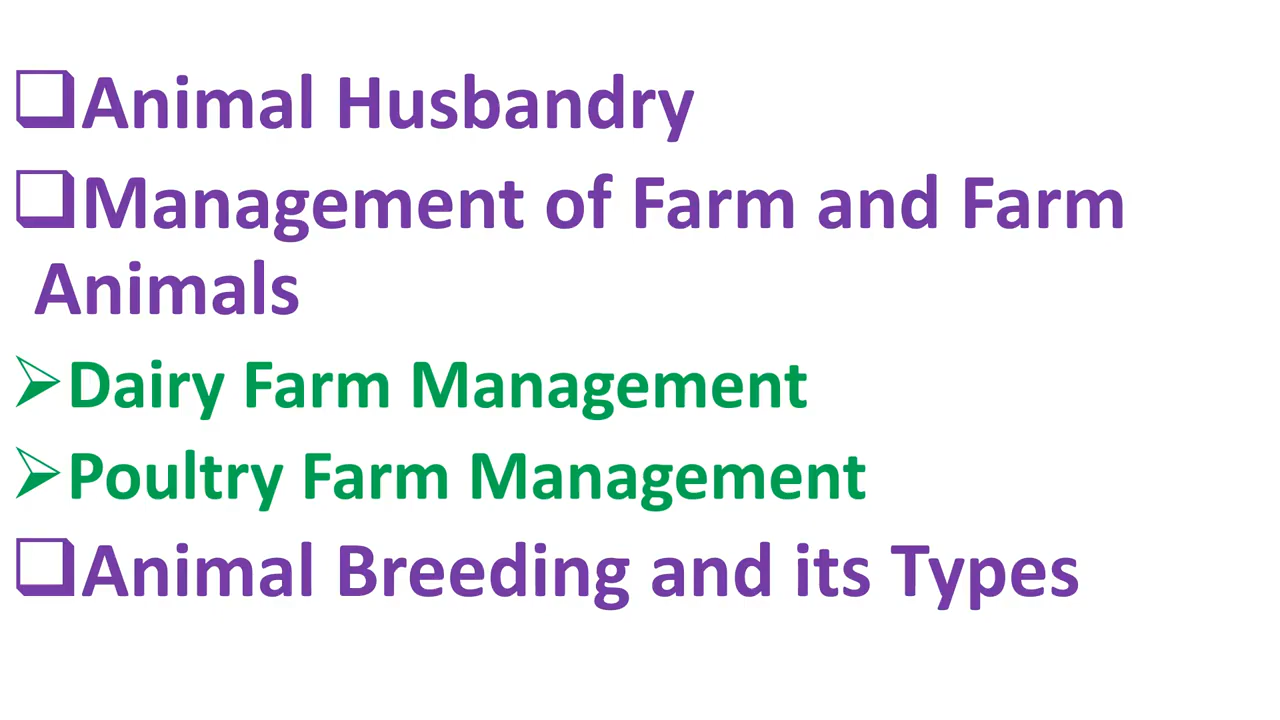 ❑Animal Husbandry
❑Management of Farm and Farm
Animals
➢Dairy Farm Management
➢Poultry Farm Management
❑Animal Breeding and its Types